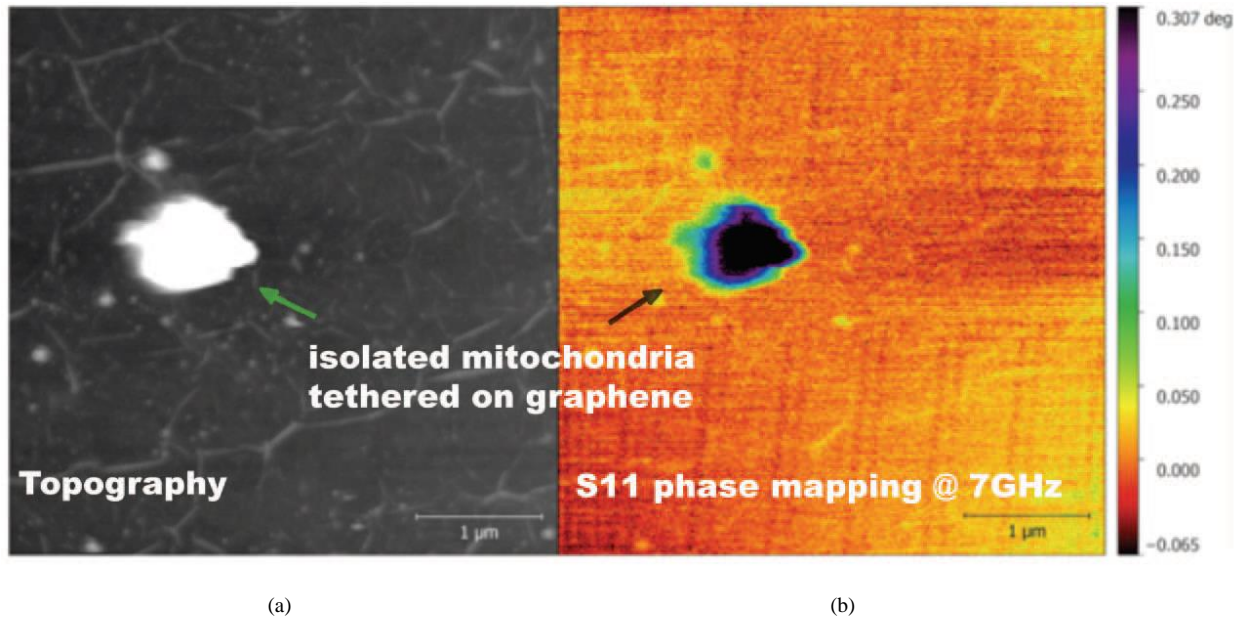 isolated mitochondria
tethered on graphene
Topography
1 µm
S11 phase mapping @ 7GHz
1 µm
0.307 deg
0.250
0.200
0.150
0.100
0.050
0.000
−0.065
(a)
(b)